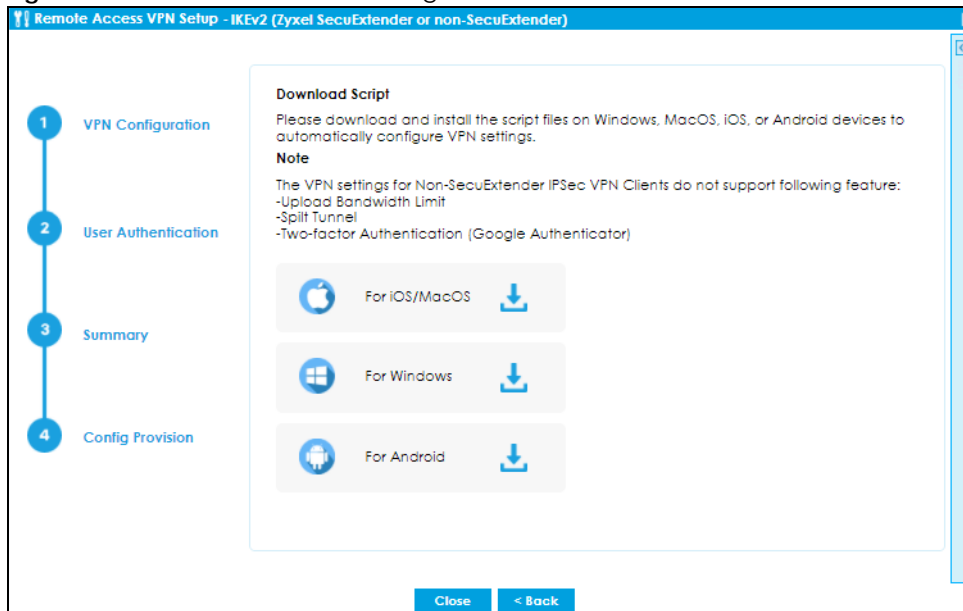 Remote Access VPN Setup - IKEv2 (Zyxel SecuExtender or non-SecuExtender)
1 VPN Configuration
2 User Authentication
3 Summary
4 Config Provision
Download Script
Please download and install the script files on Windows, MacOS, iOS, or Android devices to
automatically configure VPN settings.
Note
The VPN settings for Non-SecuExtender IPSec VPN Clients do not support following feature:
-Upload Bandwidth Limit
-Spilt Tunnel
-Two-factor Authentication (Google Authenticator)
For iOS/MacOS
For Windows
For Android
Close
< Back